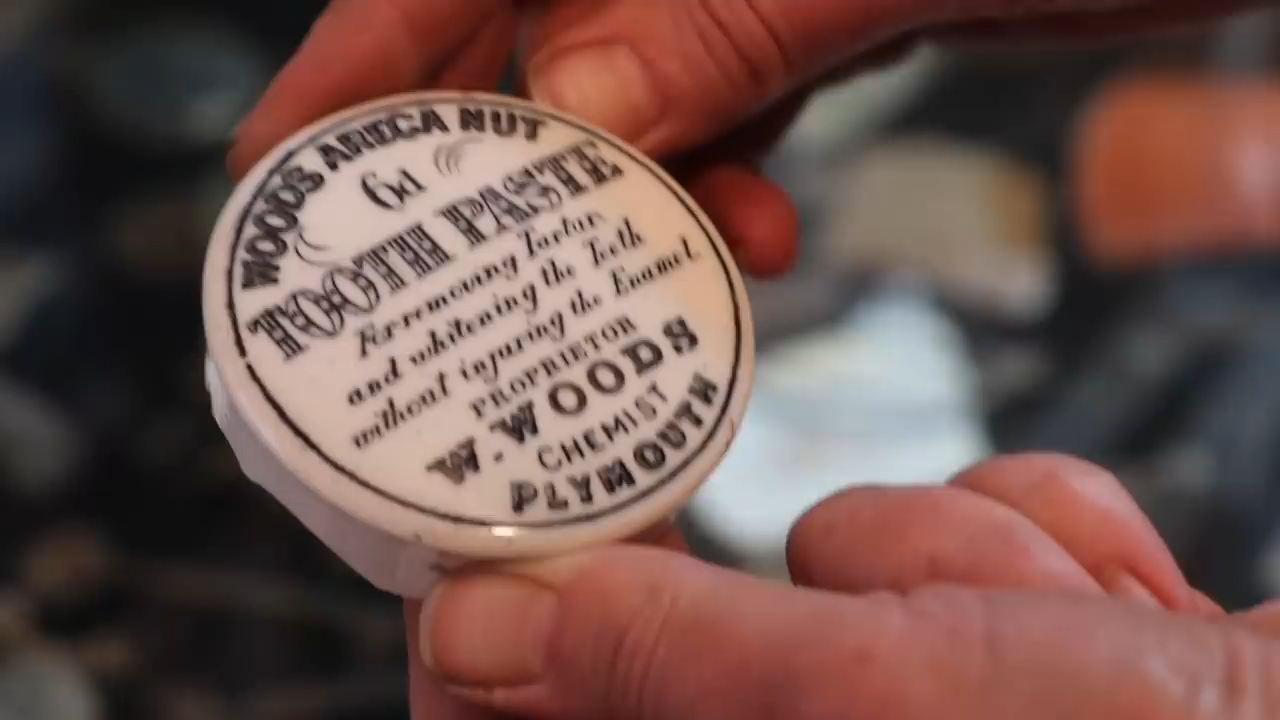 WOODS ARECA NUT
6d
TOOTH PASTE
For removing Tartar
and whitening the Teeth
without injuring the Enamel.
PROPRIETOR
W. WOODS
CHEMIST
PLYMOUTH